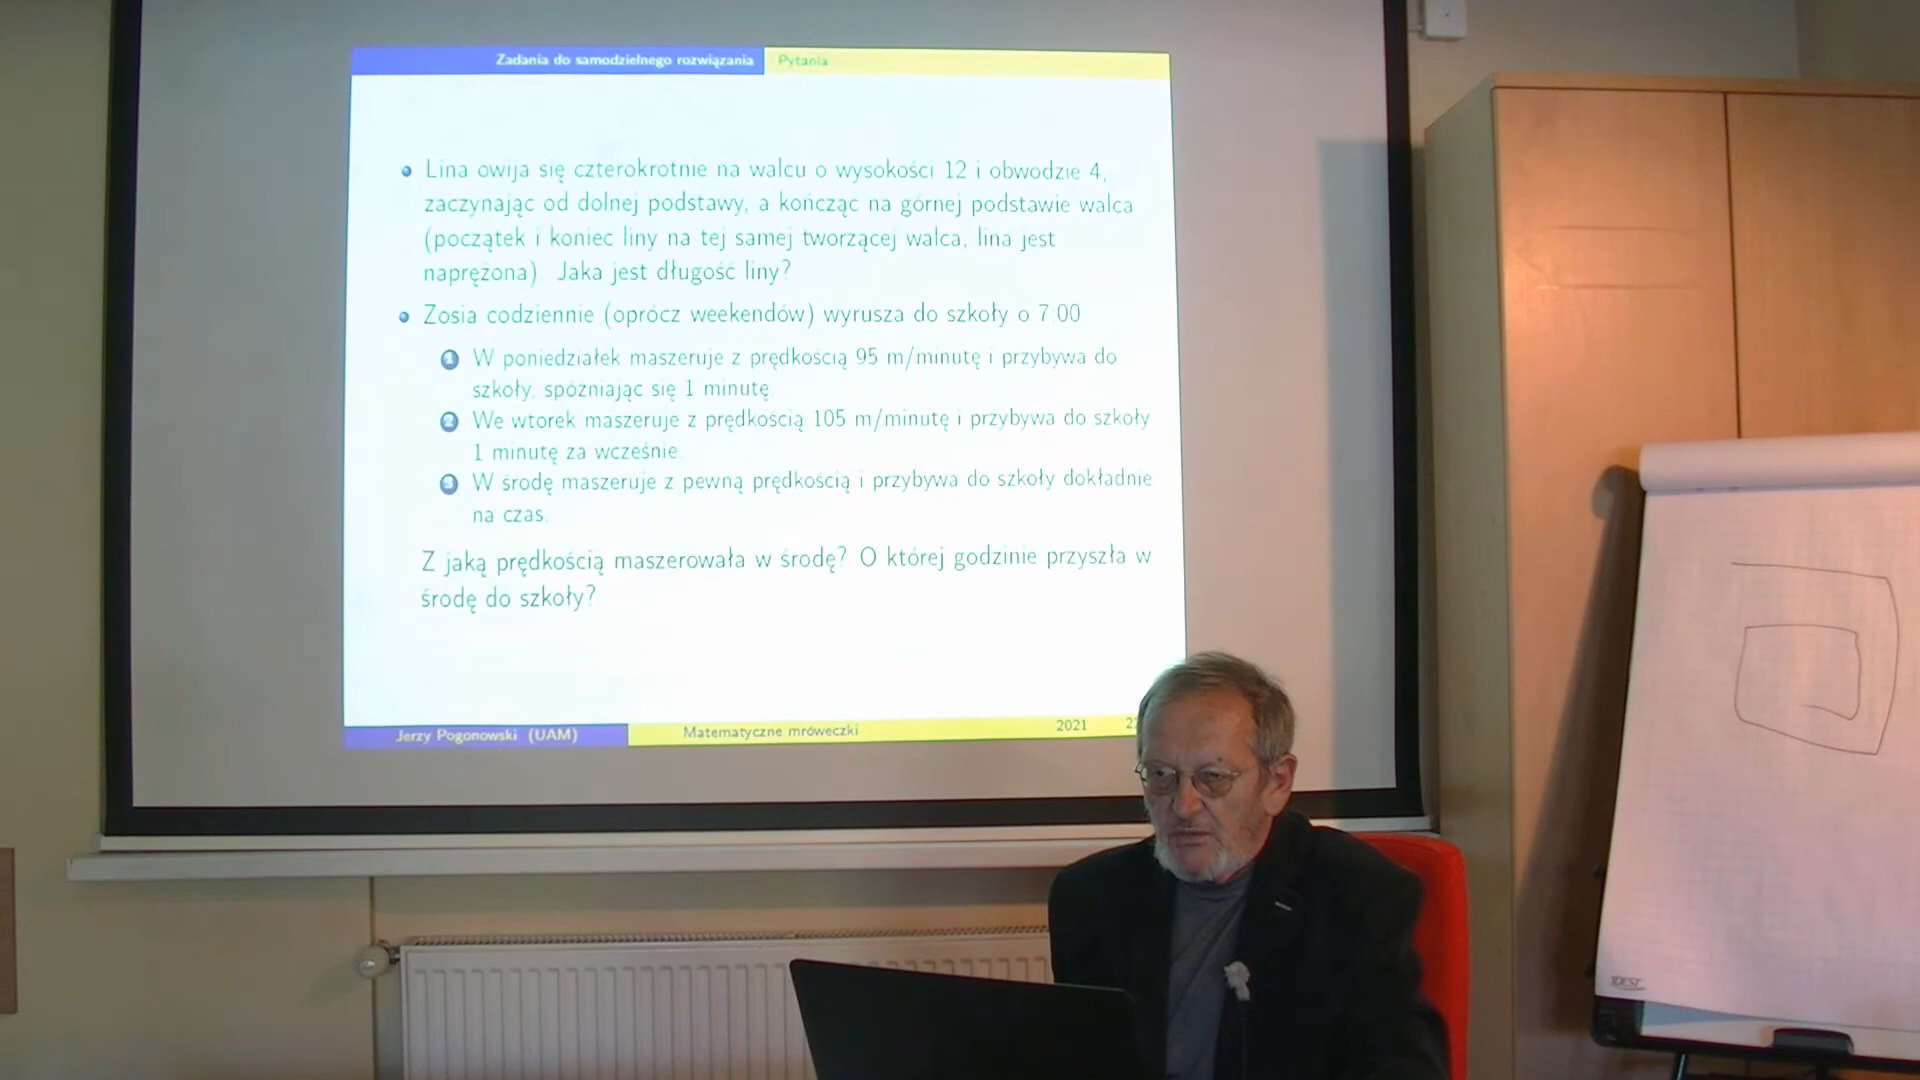 Zadania do samodzielnego rozwiązania Pytania
Lina owija się czterokrotnie na walcu o wysokości 12 i obwodzie 4,
zaczynając od dolnej podstawy, a kończąc na górnej podstawie walca
(początek i koniec liny na tej samej tworzącej walca, lina jest
naprężona). Jaka jest długość liny?
Zosia codziennie (oprócz weekendów) wyrusza do szkoły o 7 00
1 W poniedziałek maszeruje z prędkością 95 m/minutę i przybywa do
szkoły, spóźniając się 1 minutę.
2 We wtorek maszeruje z prędkością 105 m/minutę i przybywa do szkoły
1 minutę za wcześnie
3 W środę maszeruje z pewną prędkością i przybywa do szkoły dokładnie
na czas.
Z jaką prędkością maszerowała w środę? O której godzinie przyszła w
środę do szkoły?
Jerzy Pogonowski (UAM) Matematyczne mróweczki 2021